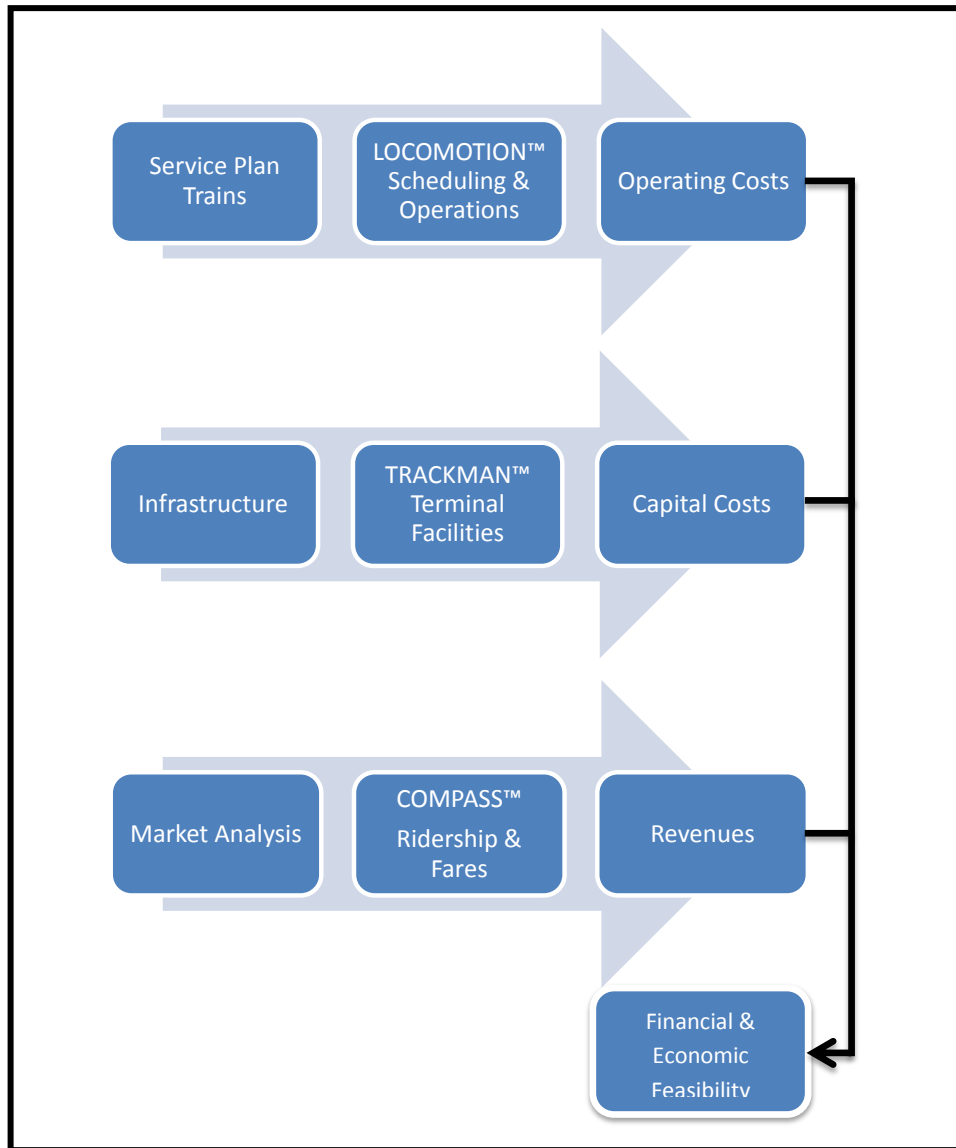 Service Plan
Trains
LOCOMOTION™
Scheduling &
Operations
Operating Costs
Infrastructure
TRACKMAN™
Terminal
Facilities
Capital Costs
Market Analysis
COMPASS™
Ridership &
Fares
Revenues
Financial &
Economic
Feasibility